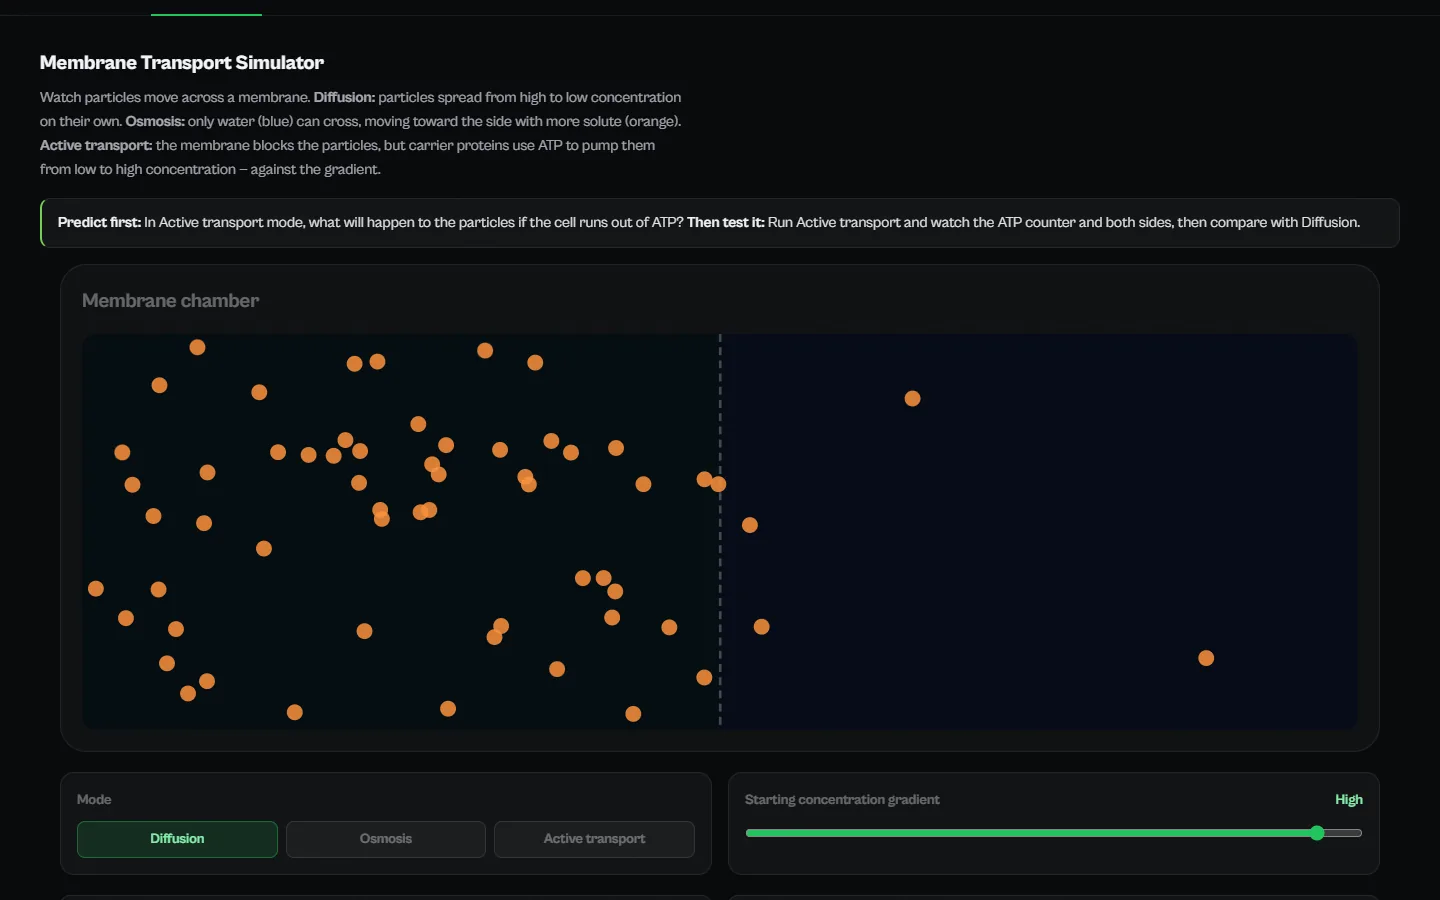 Membrane Transport Simulator
Watch particles move across a membrane. Diffusion: particles spread from high to low concentration
on their own. Osmosis: only water (blue) can cross, moving toward the side with more solute (orange).
Active transport: the membrane blocks the particles, but carrier proteins use ATP to pump them
from low to high concentration – against the gradient.
Predict first: In Active transport mode, what will happen to the particles if the cell runs out of ATP? Then test it: Run Active transport and watch the ATP counter and both sides, then compare with Diffusion.
Membrane chamber
Mode
Diffusion
Osmosis
Active transport
Starting concentration gradient
High